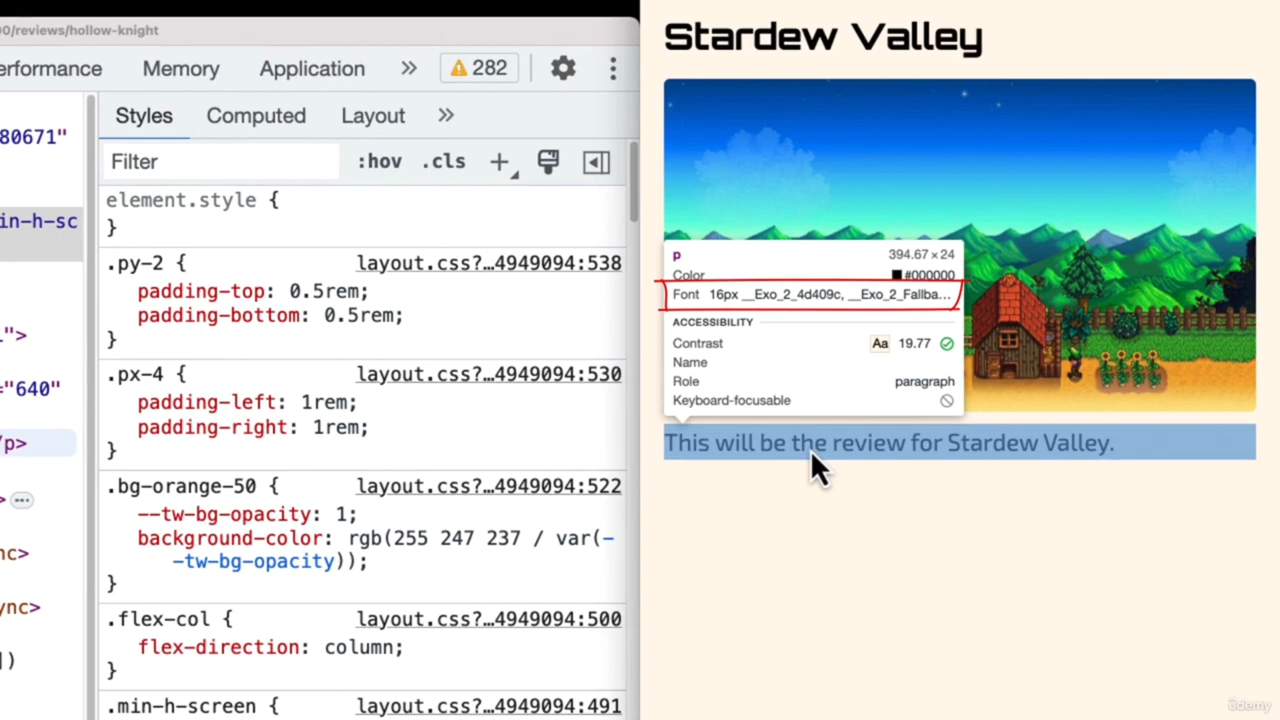 00/reviews/hollow-knight
erformance Memory Application » 282
Styles Computed Layout »
Filter :hov .cls +
element.style {
}
.py-2 { layout.css?…4949094:538
padding-top: 0.5rem;
padding-bottom: 0.5rem;
}
.px-4 { layout.css?…4949094:530
padding-left: 1rem;
padding-right: 1rem;
}
.bg-orange-50 { layout.css?…4949094:522
--tw-bg-opacity: 1;
background-color: rgb(255 247 237 / var(-
-tw-bg-opacity));
}
.flex-col { layout.css?…4949094:500
flex-direction: column;
}
.min-h-screen { layout.css?…4949094:491
80671"
in-h-sc
l">
="640"
/p>
> …
nc>
ync>
])
Stardew Valley
p 394.67 × 24
Color #000000
Font 16px __Exo_2_4d409c, __Exo_2_Fallba…
ACCESSIBILITY
Contrast Aa 19.77
Name
Role paragraph
Keyboard-focusable
This will be the review for Stardew Valley.
ûdemy